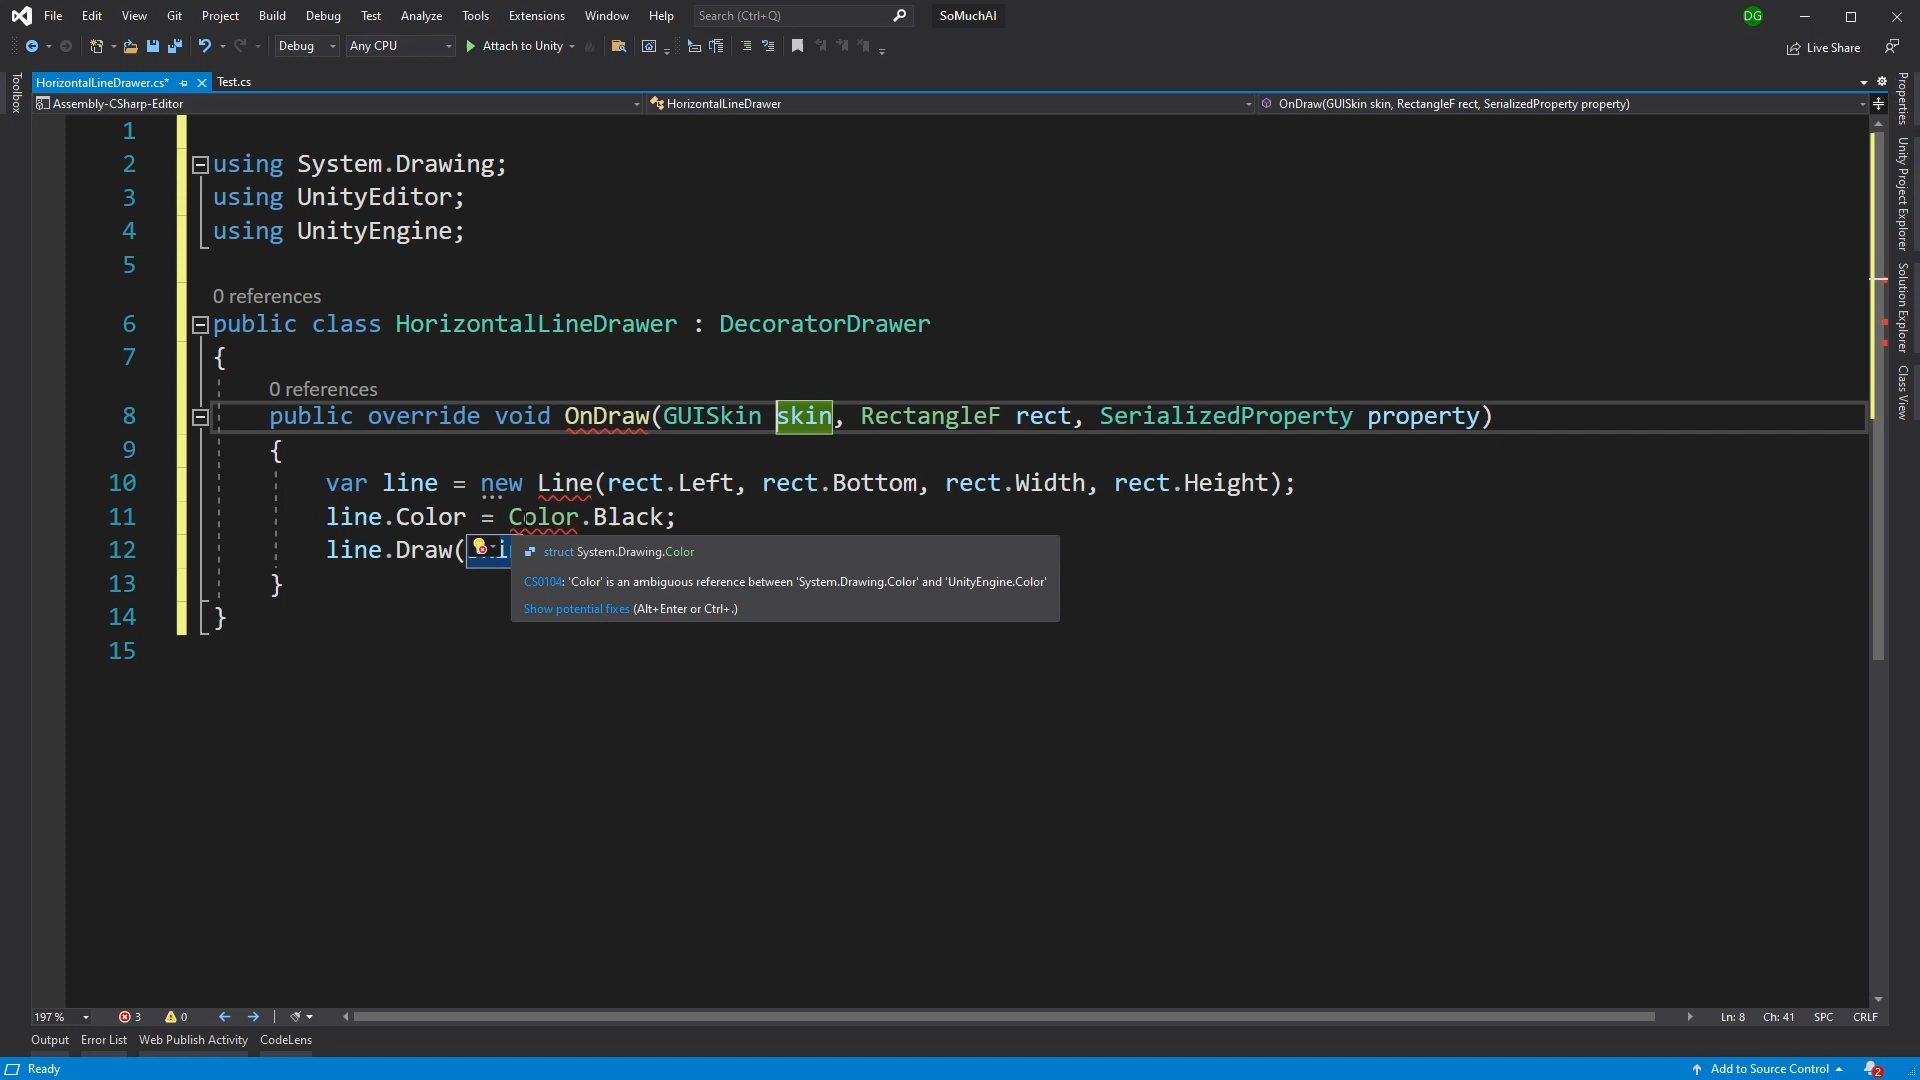 File Edit View Git Project Build Debug Test Analyze Tools Extensions Window Help Search (Ctrl+Q) SoMuchAI DG
Debug Any CPU Attach to Unity Live Share
HorizontalLineDrawer.cs* Test.cs
Assembly-CSharp-Editor HorizontalLineDrawer OnDraw(GUISkin skin, RectangleF rect, SerializedProperty property)
Toolbox
Properties
Unity Project Explorer
Solution Explorer
Class View
1
2 using System.Drawing;
3 using UnityEditor;
4 using UnityEngine;
5
0 references
6 public class HorizontalLineDrawer : DecoratorDrawer
7 {
0 references
8 public override void OnDraw(GUISkin skin, RectangleF rect, SerializedProperty property)
9 {
10 var line = new Line(rect.Left, rect.Bottom, rect.Width, rect.Height);
11 line.Color = Color.Black;
12 line.Draw(
struct System.Drawing.Color
CS0104: 'Color' is an ambiguous reference between 'System.Drawing.Color' and 'UnityEngine.Color'
Show potential fixes (Alt+Enter or Ctrl+.)
13 }
14 }
15
197 % 3 0 Ln: 8 Ch: 41 SPC CRLF
Output Error List Web Publish Activity CodeLens
Ready Add to Source Control 2